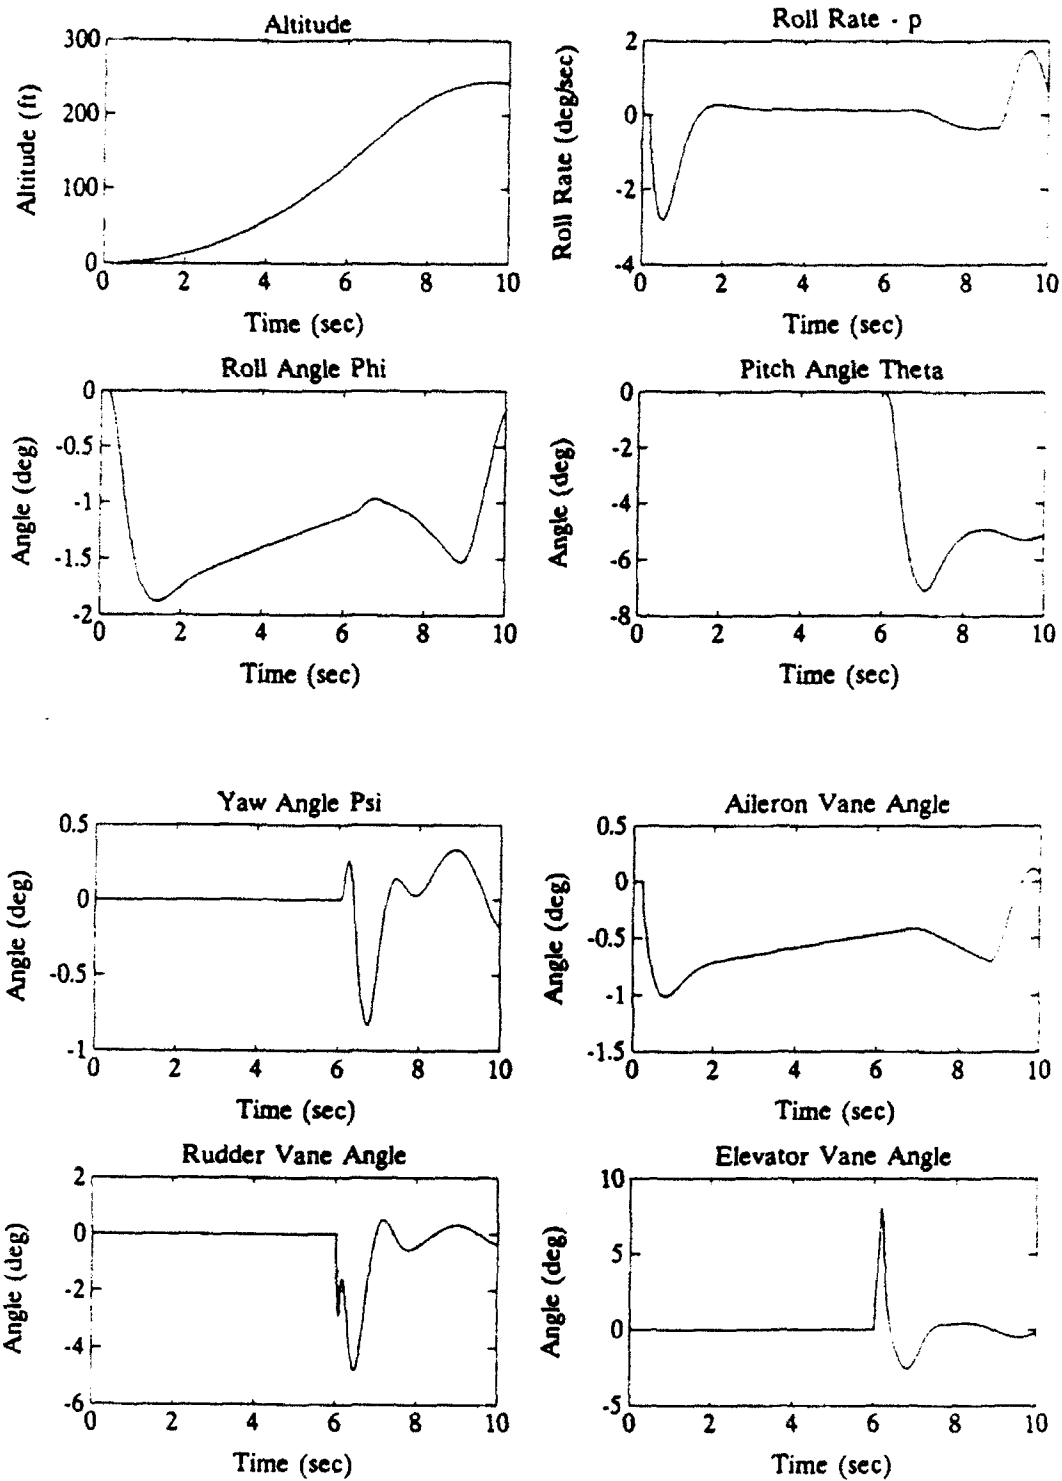 Altitude
Altitude (ft)
300
200
100
0
0 2 4 6 8 10
Time (sec)
Roll Rate - p
Roll Rate (deg/sec)
2
0
-2
-4
0 2 4 6 8 10
Time (sec)
Roll Angle Phi
Angle (deg)
0
-0.5
-1
-1.5
-2
0 2 4 6 8 10
Time (sec)
Pitch Angle Theta
Angle (deg)
0
-2
-4
-6
-8
0 2 4 6 8 10
Time (sec)
Yaw Angle Psi
Angle (deg)
0.5
0
-0.5
-1
0 2 4 6 8 10
Time (sec)
Aileron Vane Angle
Angle (deg)
0.5
0
-0.5
-1
-1.5
0 2 4 6 8 10
Time (sec)
Rudder Vane Angle
Angle (deg)
2
0
-2
-4
-6
0 2 4 6 8 10
Time (sec)
Elevator Vane Angle
Angle (deg)
10
5
0
-5
0 2 4 6 8 10
Time (sec)